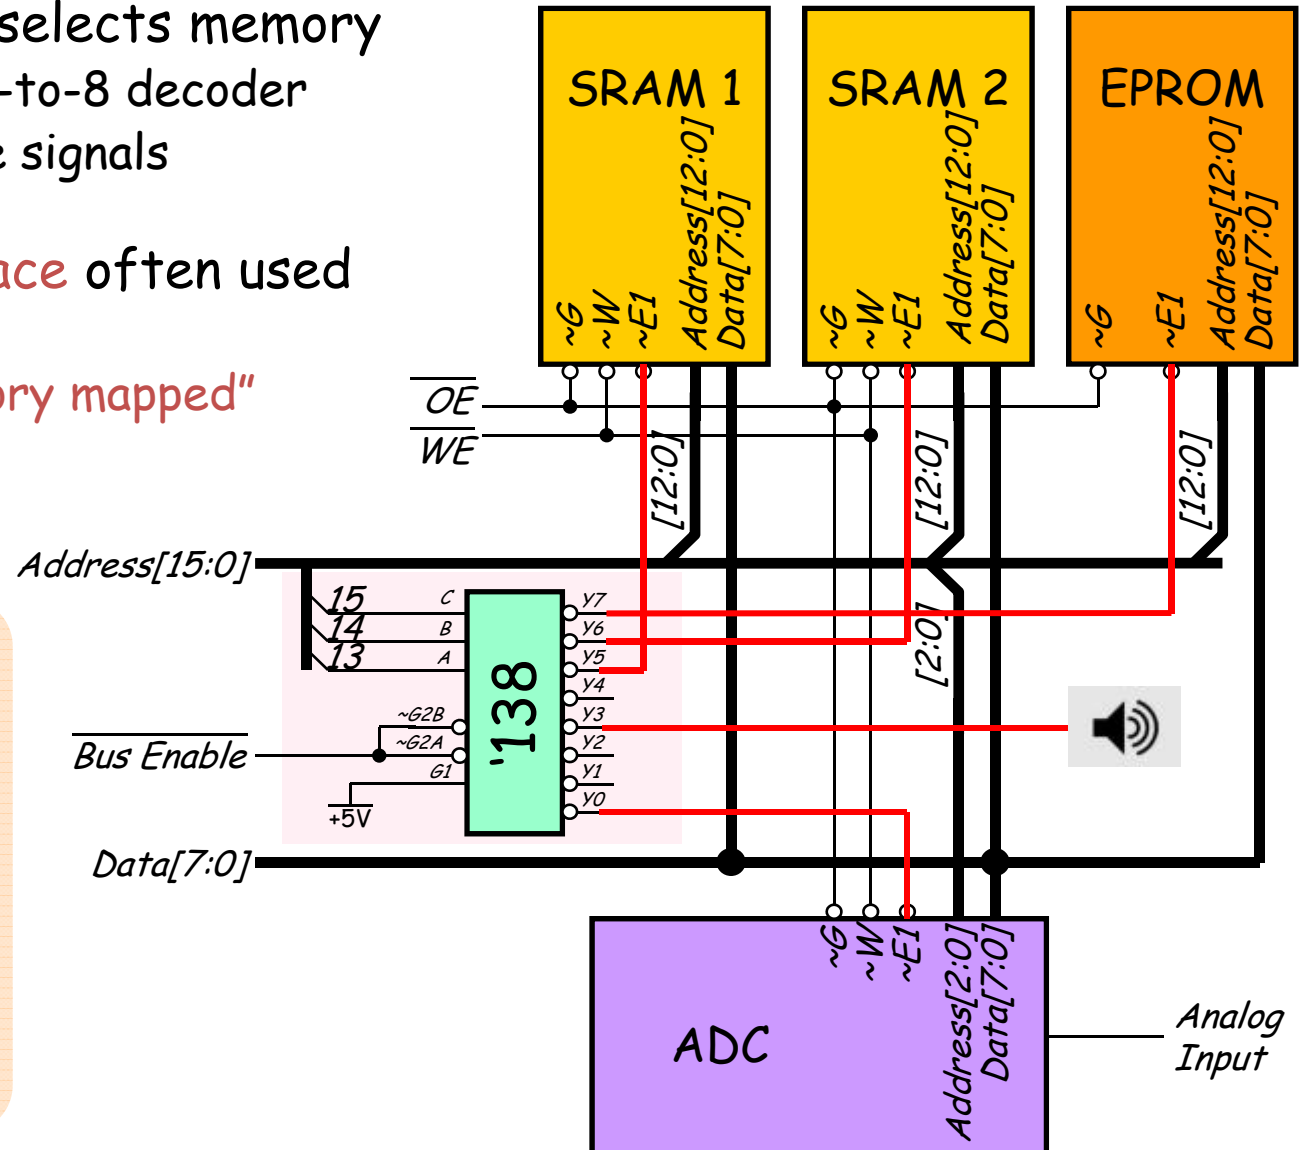 selects memory
-to-8 decoder
e signals
ace often used
ory mapped”
SRAM 1
~G
~W
~E1
Address[12:0]
Data[7:0]
SRAM 2
~G
~W
~E1
Address[12:0]
Data[7:0]
EPROM
~G
~E1
Address[12:0]
Data[7:0]
OE
WE
[12:0]
[12:0]
[12:0]
Address[15:0]
15
14
13
C
B
A
~G2B
~G2A
G1
'138
Y7
Y6
Y5
Y4
Y3
Y2
Y1
Y0
[2:0]
Bus Enable
+5V
Data[7:0]
~G
~W
~E1
Address[2:0]
Data[7:0]
ADC
Analog
Input